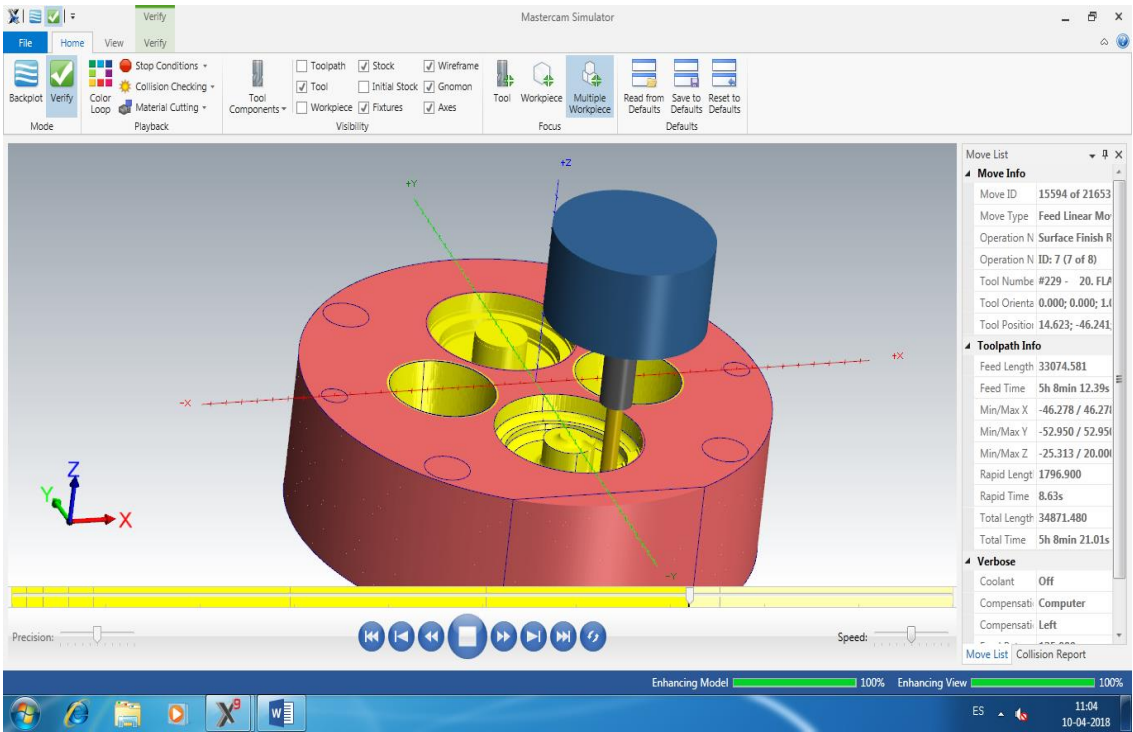 Verify
Mastercam Simulator
File Home View Verify
Backplot Verify
Mode
Color Loop
Stop Conditions
Collision Checking
Material Cutting
Playback
Tool Components
Toolpath Stock Wireframe
Tool Initial Stock Gnomon
Workpiece Fixtures Axes
Visibility
Tool Workpiece Multiple Workpiece
Focus
Read from Defaults Save to Defaults Reset to Defaults
Defaults
+Z
+Y
+X
-X
-Y
Z
Y
X
Move List
Move Info
Move ID 15594 of 21653
Move Type Feed Linear Mo
Operation N Surface Finish R
Operation N ID: 7 (7 of 8)
Tool Numbe #229 - 20. FLA
Tool Orienta 0.000; 0.000; 1.0
Tool Position 14.623; -46.241;
Toolpath Info
Feed Length 33074.581
Feed Time 5h 8min 12.39s
Min/Max X -46.278 / 46.278
Min/Max Y -52.950 / 52.950
Min/Max Z -25.313 / 20.000
Rapid Lengt 1796.900
Rapid Time 8.63s
Total Length 34871.480
Total Time 5h 8min 21.01s
Verbose
Coolant Off
Compensati Computer
Compensati Left
Move List Collision Report
Precision:
Speed:
Enhancing Model 100% Enhancing View 100%
X9
W
ES
11:04
10-04-2018